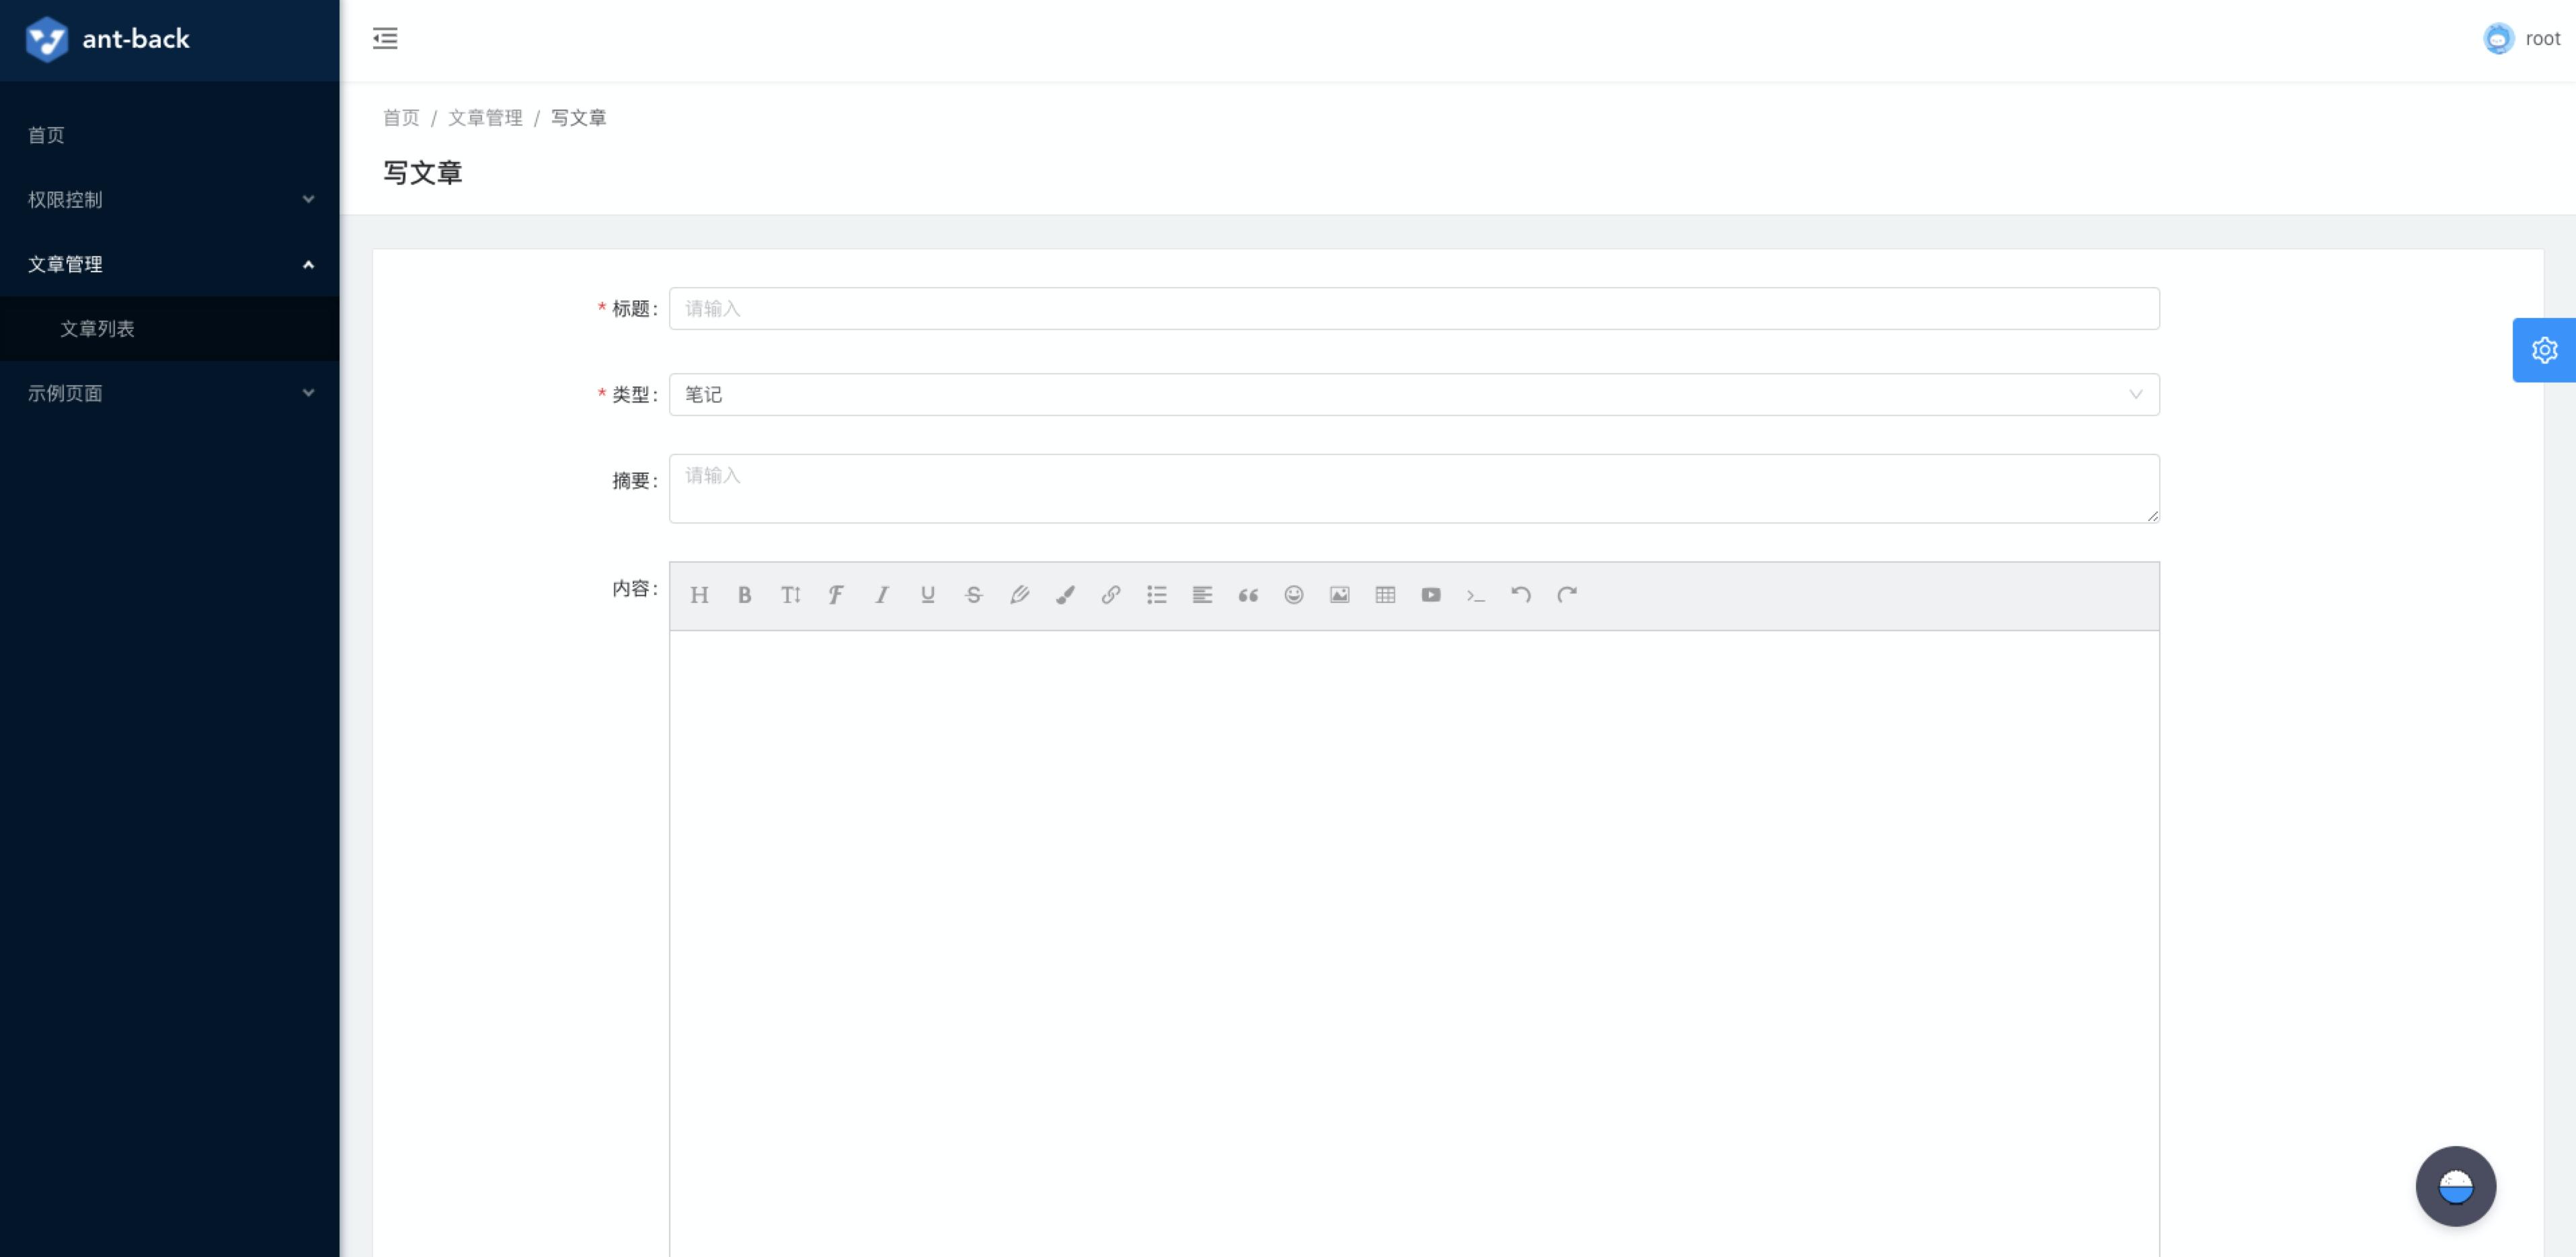 ant-back
root
首页
权限控制
文章管理
文章列表
示例页面
首页 / 文章管理 / 写文章
写文章
* 标题: 请输入
* 类型: 笔记
摘要: 请输入
内容: